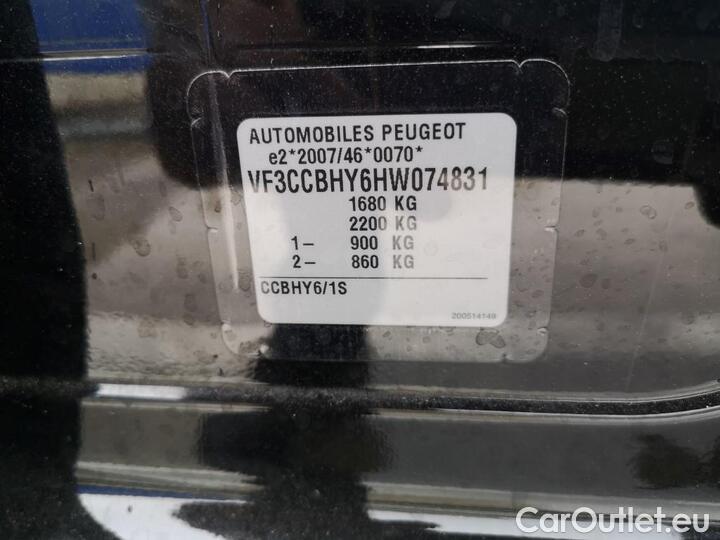 AUTOMOBILES PEUGEOT
e2*2007/46*0070*
VF3CCBHY6HW074831
1680 KG
2200 KG
1- 900 KG
2- 860 KG
CCBHY6/1S
200514149
CarOutlet.eu